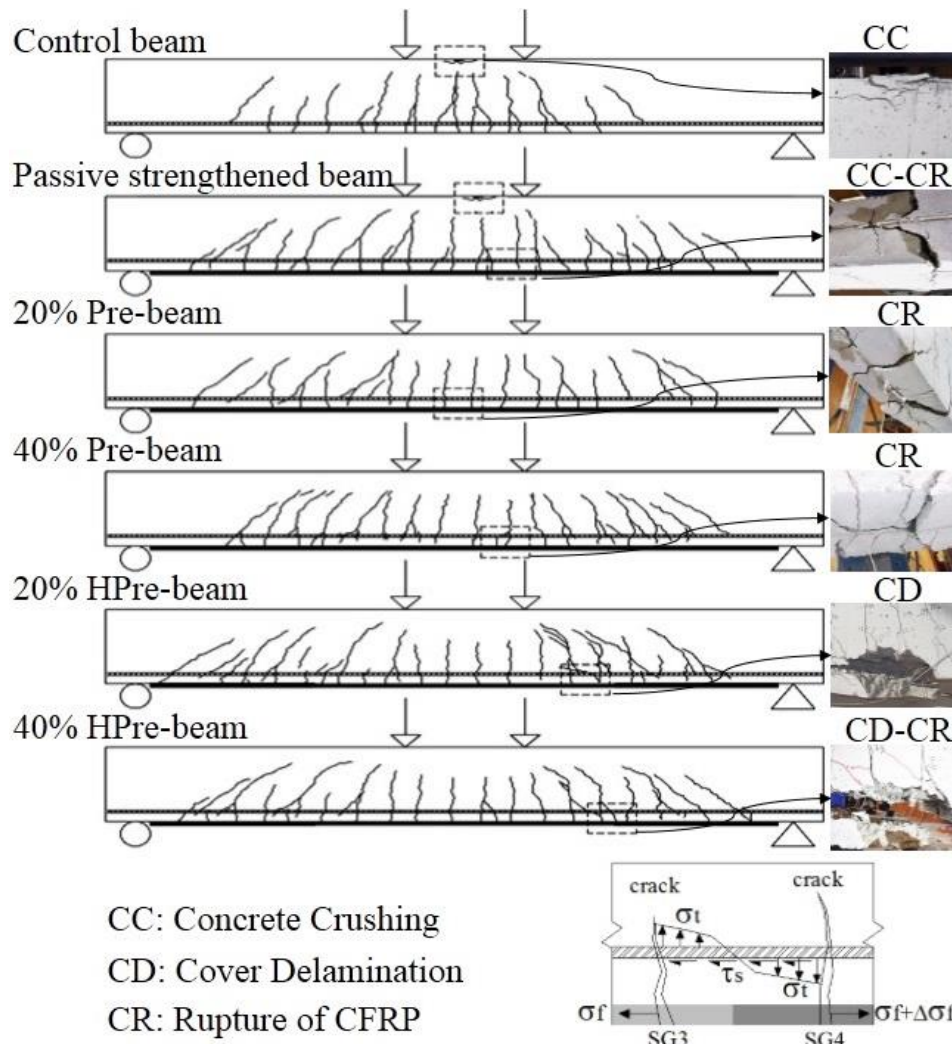 Control beam
CC
Passive strengthened beam
CC-CR
20% Pre-beam
CR
40% Pre-beam
CR
20% HPre-beam
CD
40% HPre-beam
CD-CR
CC: Concrete Crushing
CD: Cover Delamination
CR: Rupture of CFRP
crack
crack
σt
τs
σt
σf
σf+Δσf
SG3
SG4